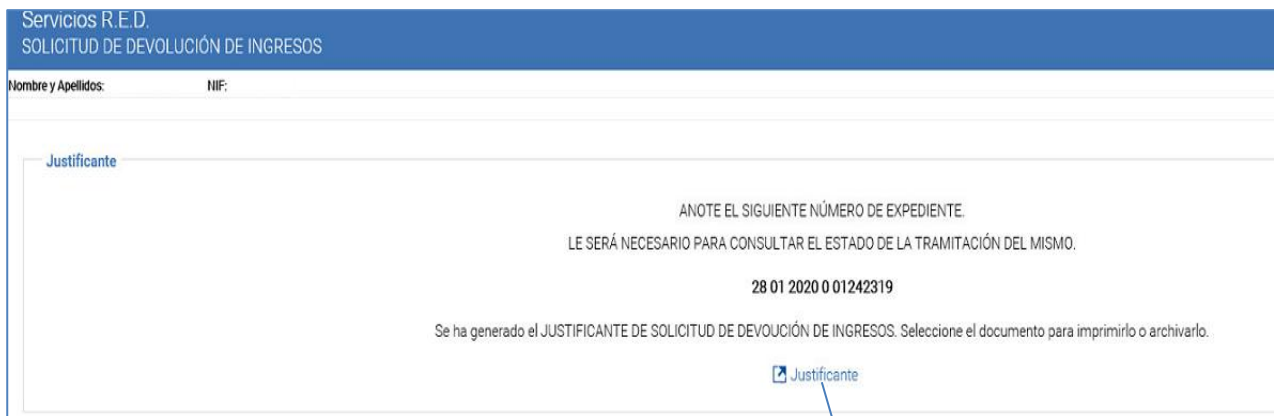 Servicios R.E.D.
SOLICITUD DE DEVOLUCIÓN DE INGRESOS
Nombre y Apellidos: NIF:
Justificante
ANOTE EL SIGUIENTE NÚMERO DE EXPEDIENTE.
LE SERÁ NECESARIO PARA CONSULTAR EL ESTADO DE LA TRAMITACIÓN DEL MISMO.
28 01 2020 0 01242319
Se ha generado el JUSTIFICANTE DE SOLICITUD DE DEVOUCIÓN DE INGRESOS. Seleccione el documento para imprimirlo o archivarlo.
Justificante